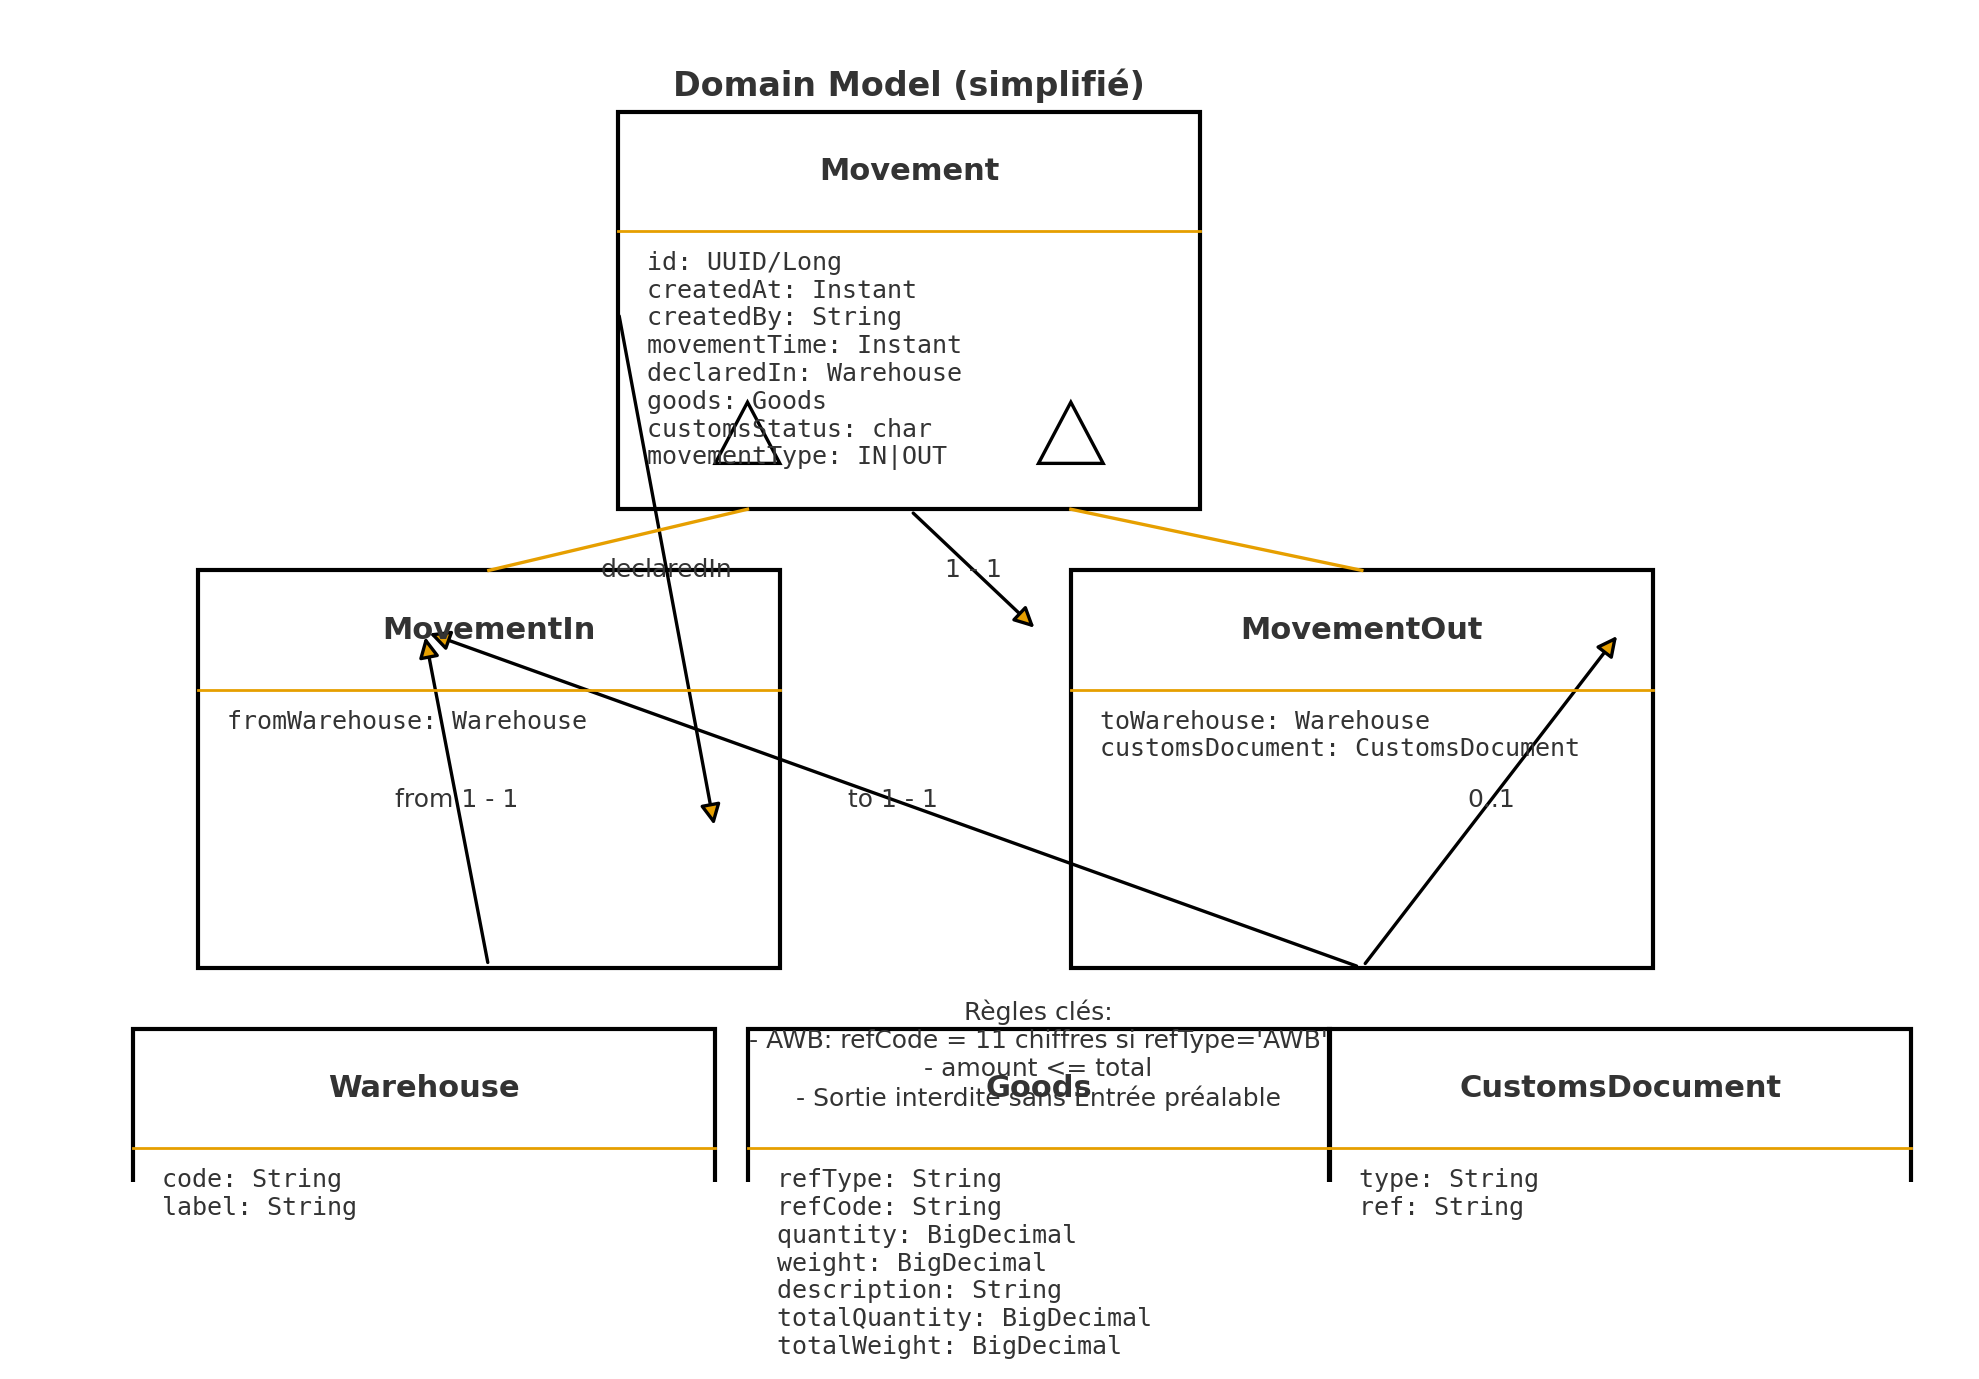 Domain Model (simplifié)
Movement
id: UUID/Long
createdAt: Instant
createdBy: String
movementTime: Instant
declaredIn: Warehouse
goods: Goods
customsStatus: char
movementType: IN|OUT
declaredIn
1 - 1
MovementIn
fromWarehouse: Warehouse
from 1 - 1
to 1 - 1
MovementOut
toWarehouse: Warehouse
customsDocument: CustomsDocument
0..1
Règles clés:
- AWB: refCode = 11 chiffres si refType='AWB'
- amount <= total
- Sortie interdite sans Entrée préalable
Warehouse
code: String
label: String
Goods
refType: String
refCode: String
quantity: BigDecimal
weight: BigDecimal
description: String
totalQuantity: BigDecimal
totalWeight: BigDecimal
CustomsDocument
type: String
ref: String